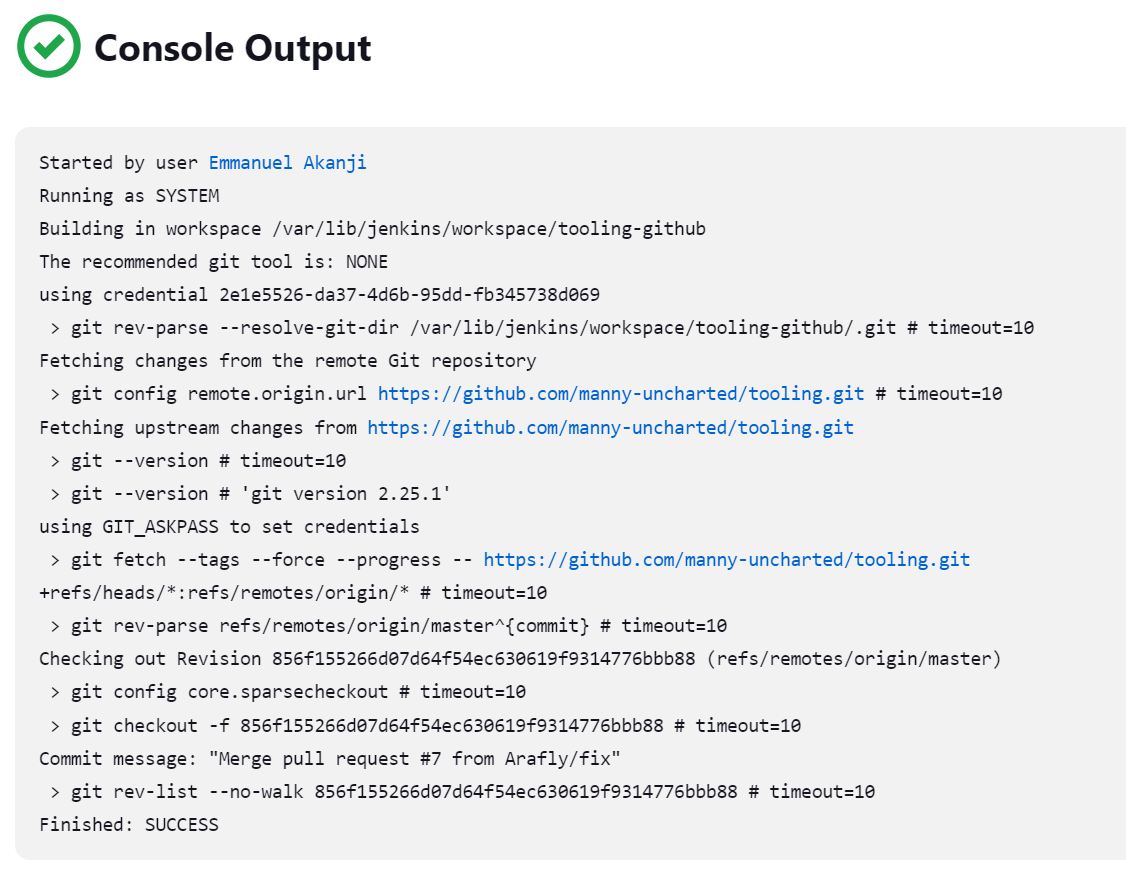 Console Output
Started by user Emmanuel Akanji
Running as SYSTEM
Building in workspace /var/lib/jenkins/workspace/tooling-github
The recommended git tool is: NONE
using credential 2e1e5526-da37-4d6b-95dd-fb345738d069
 > git rev-parse --resolve-git-dir /var/lib/jenkins/workspace/tooling-github/.git # timeout=10
Fetching changes from the remote Git repository
 > git config remote.origin.url https://github.com/manny-uncharted/tooling.git # timeout=10
Fetching upstream changes from https://github.com/manny-uncharted/tooling.git
 > git --version # timeout=10
 > git --version # 'git version 2.25.1'
using GIT_ASKPASS to set credentials
 > git fetch --tags --force --progress -- https://github.com/manny-uncharted/tooling.git
+refs/heads/*:refs/remotes/origin/* # timeout=10
 > git rev-parse refs/remotes/origin/master^{commit} # timeout=10
Checking out Revision 856f155266d07d64f54ec630619f9314776bbb88 (refs/remotes/origin/master)
 > git config core.sparsecheckout # timeout=10
 > git checkout -f 856f155266d07d64f54ec630619f9314776bbb88 # timeout=10
Commit message: "Merge pull request #7 from Arafly/fix"
 > git rev-list --no-walk 856f155266d07d64f54ec630619f9314776bbb88 # timeout=10
Finished: SUCCESS